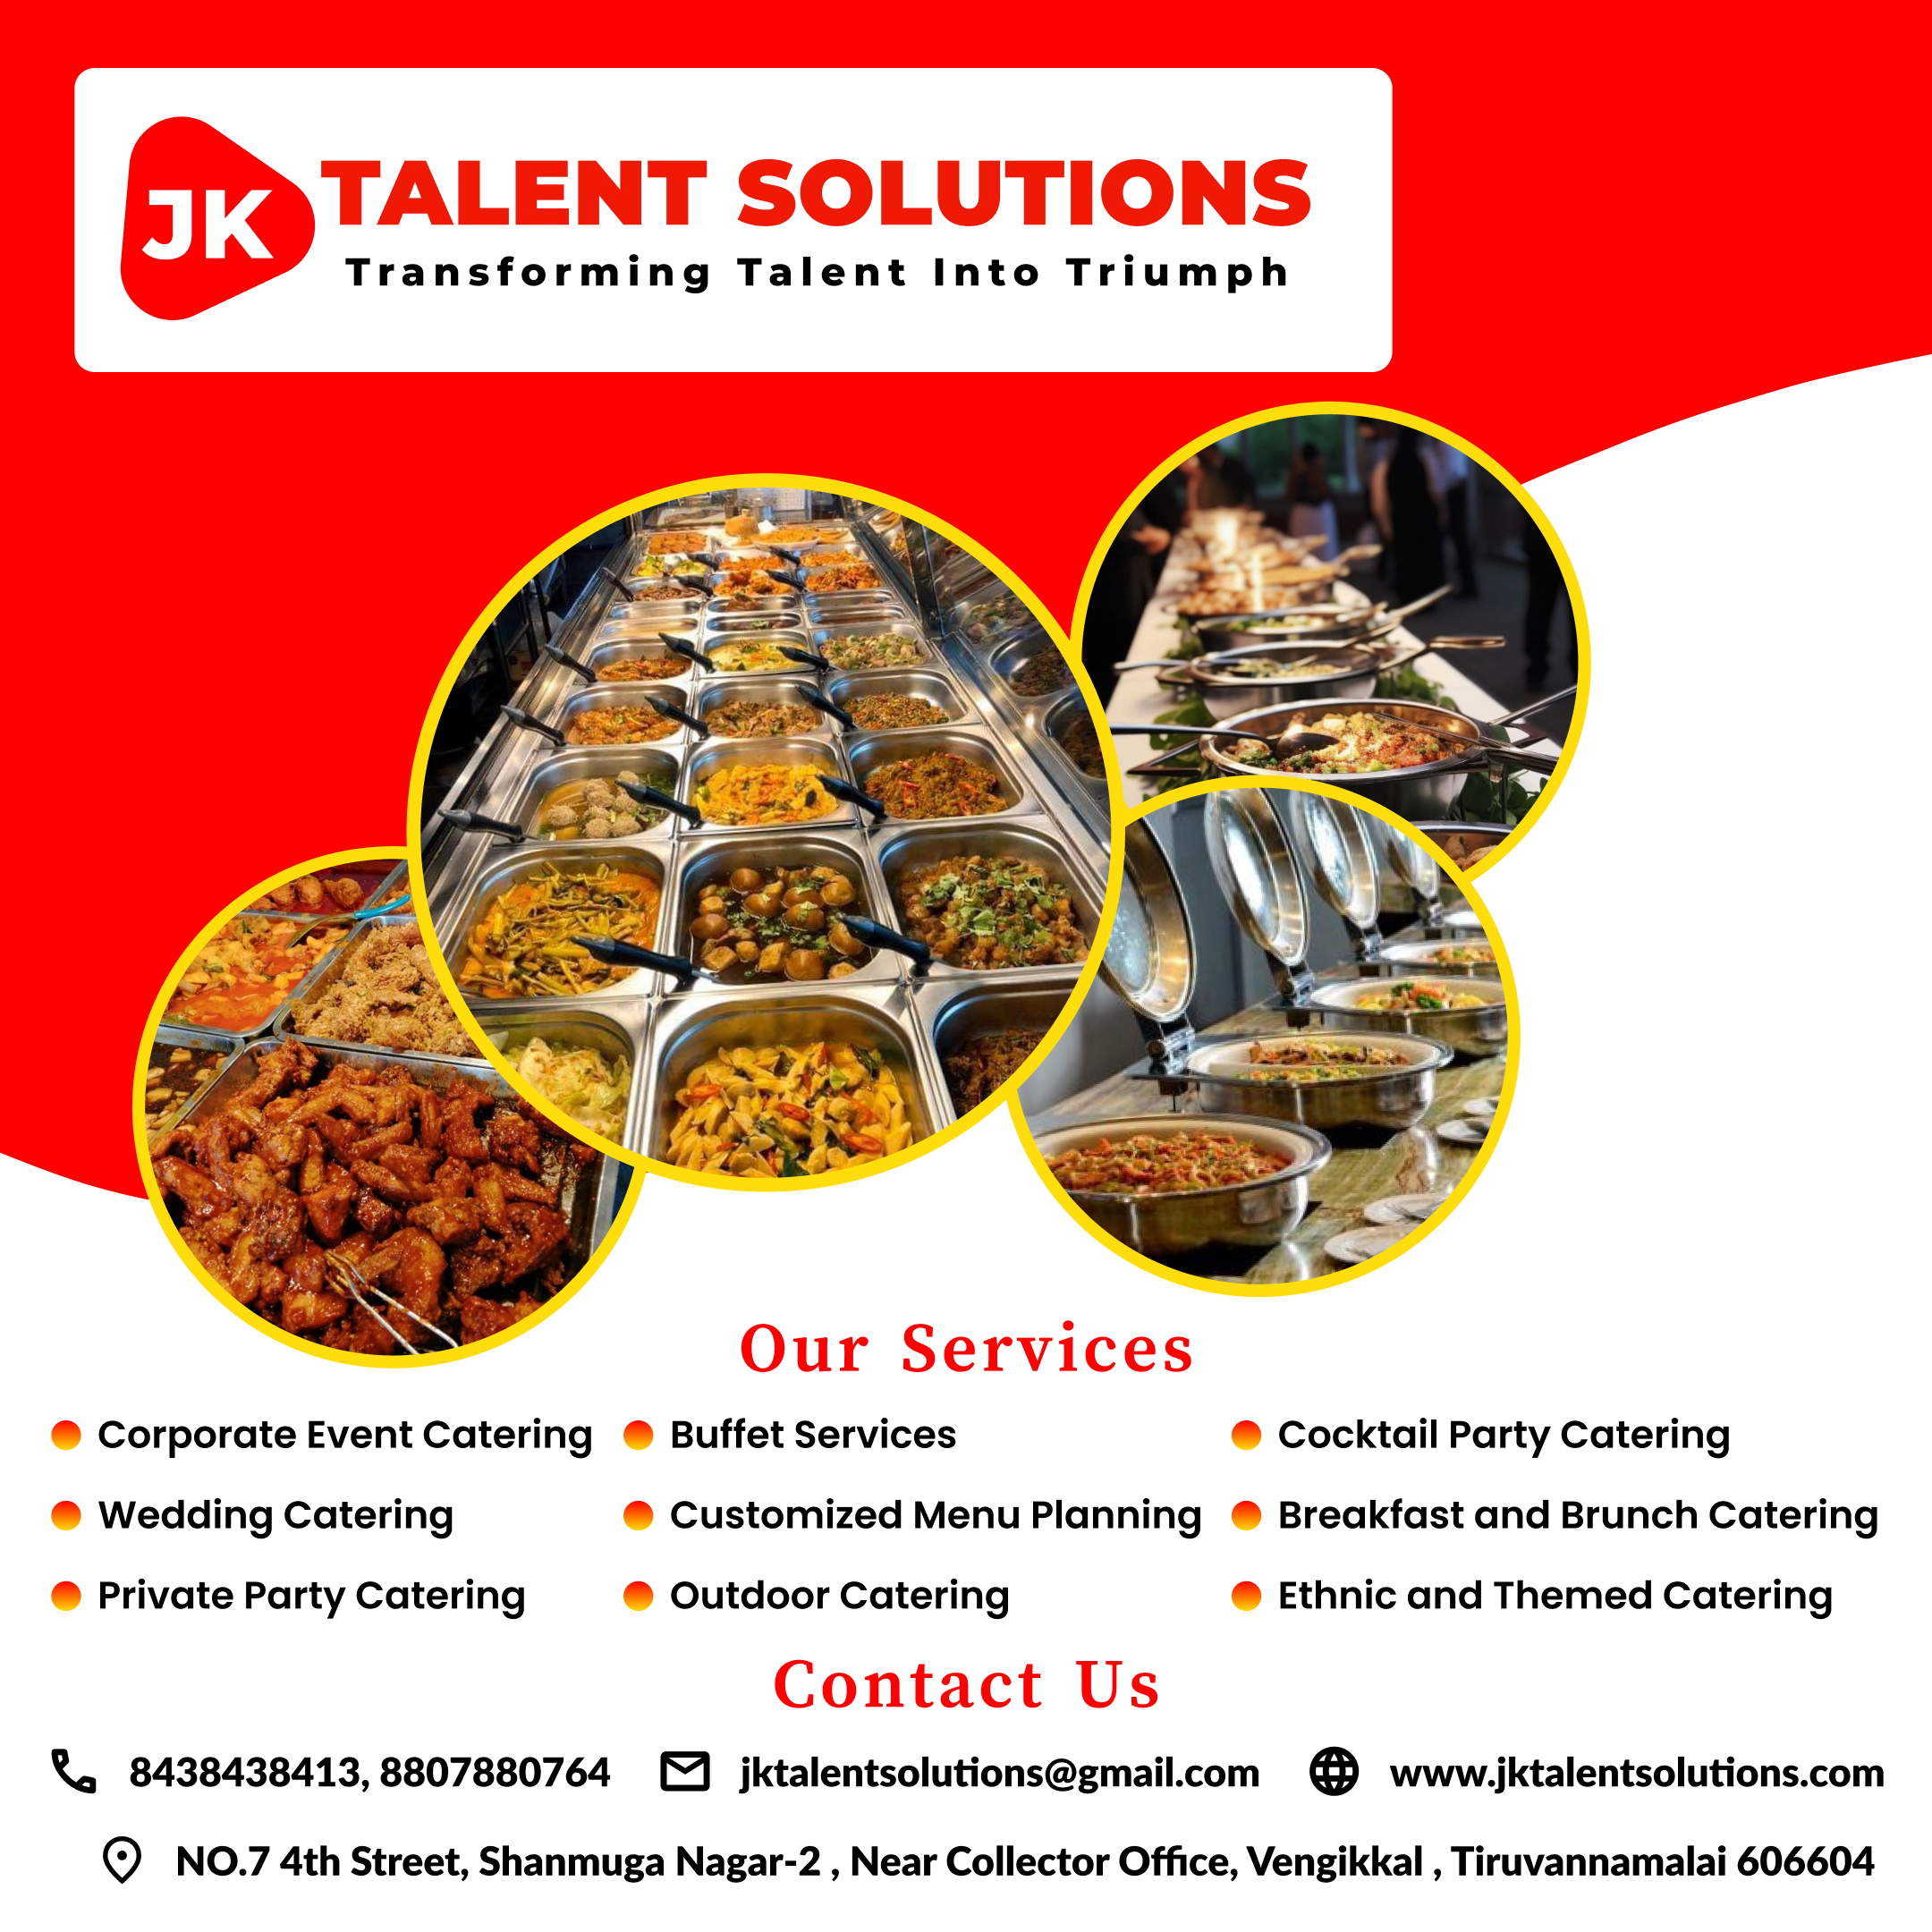 JK
TALENT SOLUTIONS
Transforming Talent Into Triumph
Our Services
Corporate Event Catering
Wedding Catering
Private Party Catering
Buffet Services
Customized Menu Planning
Outdoor Catering
Cocktail Party Catering
Breakfast and Brunch Catering
Ethnic and Themed Catering
Contact Us
8438438413, 8807880764
jktalentsolutions@gmail.com
www.jktalentsolutions.com
NO.7 4th Street, Shanmuga Nagar-2 , Near Collector Office, Vengikkal , Tiruvannamalai 606604